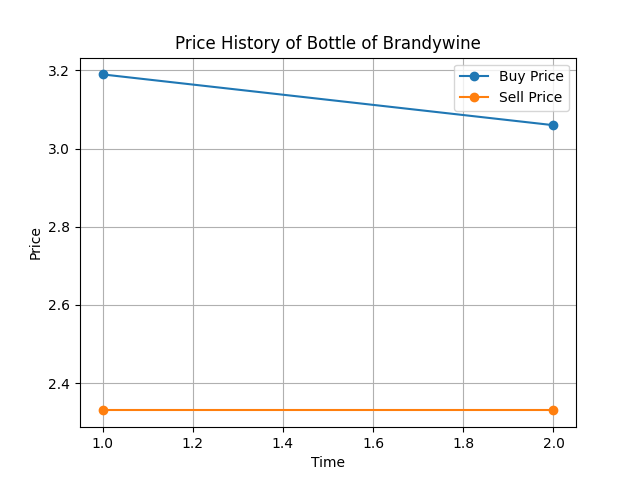 Price History of Bottle of Brandywine
Buy Price
Sell Price
3.2
3.0
2.8
2.6
2.4
Price
1.0 1.2 1.4 1.6 1.8 2.0
Time